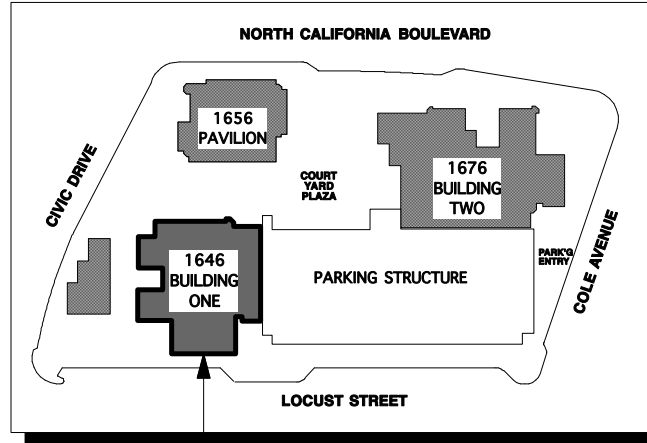 NORTH CALIFORNIA BOULEVARD
1656
PAVILION
CIVIC DRIVE
COURT
YARD
PLAZA
1676
BUILDING
TWO
1646
BUILDING
ONE
PARKING STRUCTURE
PARK'G
ENTRY
COLE AVENUE
LOCUST STREET